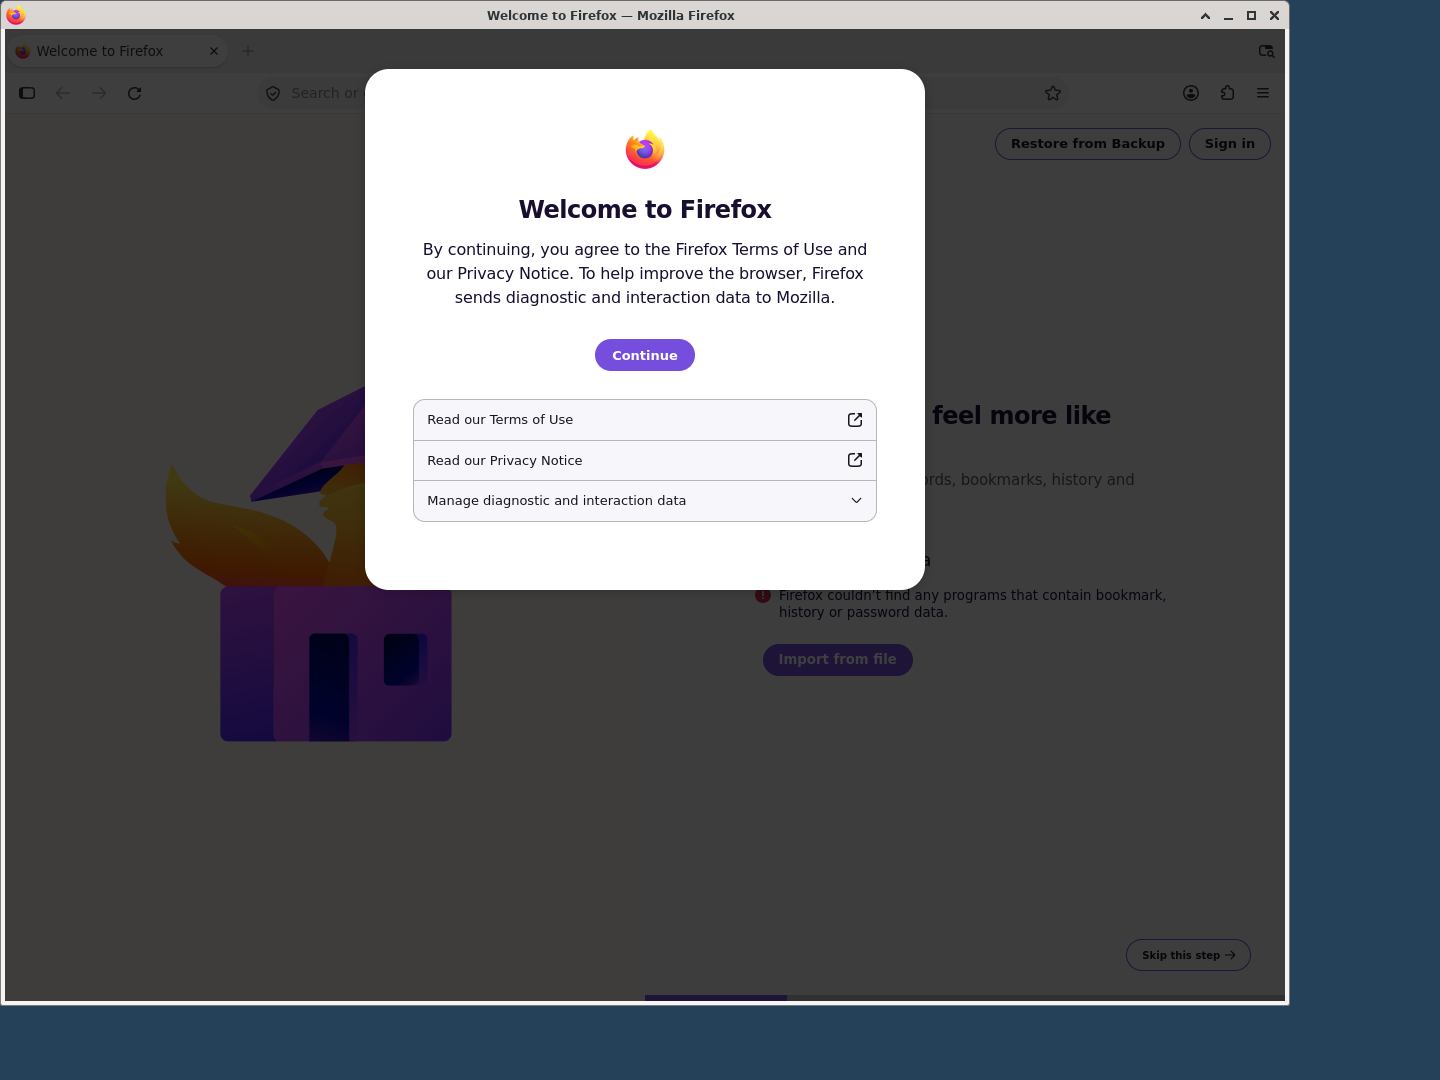 Welcome to Firefox — Mozilla Firefox
Welcome to Firefox
Search or
Restore from Backup
Sign in
Welcome to Firefox
By continuing, you agree to the Firefox Terms of Use and
our Privacy Notice. To help improve the browser, Firefox
sends diagnostic and interaction data to Mozilla.
Continue
Read our Terms of Use
Read our Privacy Notice
Manage diagnostic and interaction data
feel more like
bookmarks, history and
Firefox couldn't find any programs that contain bookmark,
history or password data.
Import from file
Skip this step